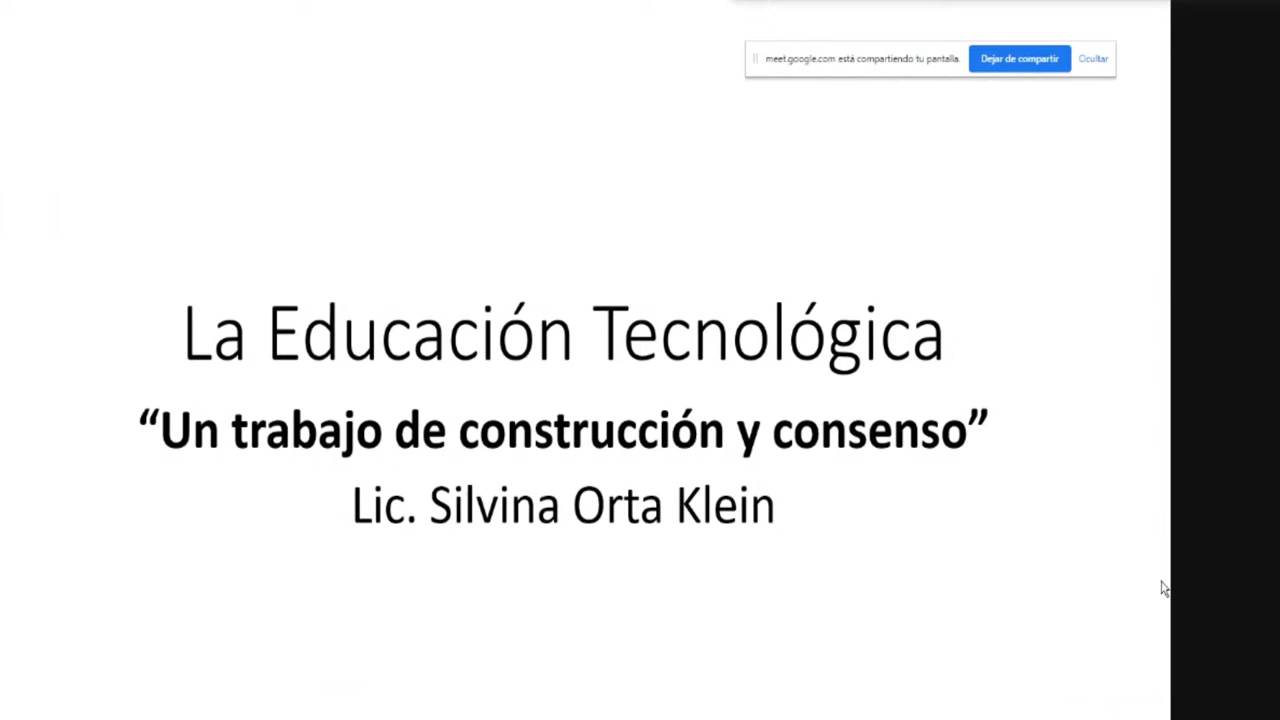 meet.google.com está compartiendo tu pantalla. Dejar de compartir Ocultar
La Educación Tecnológica
“Un trabajo de construcción y consenso”
Lic. Silvina Orta Klein